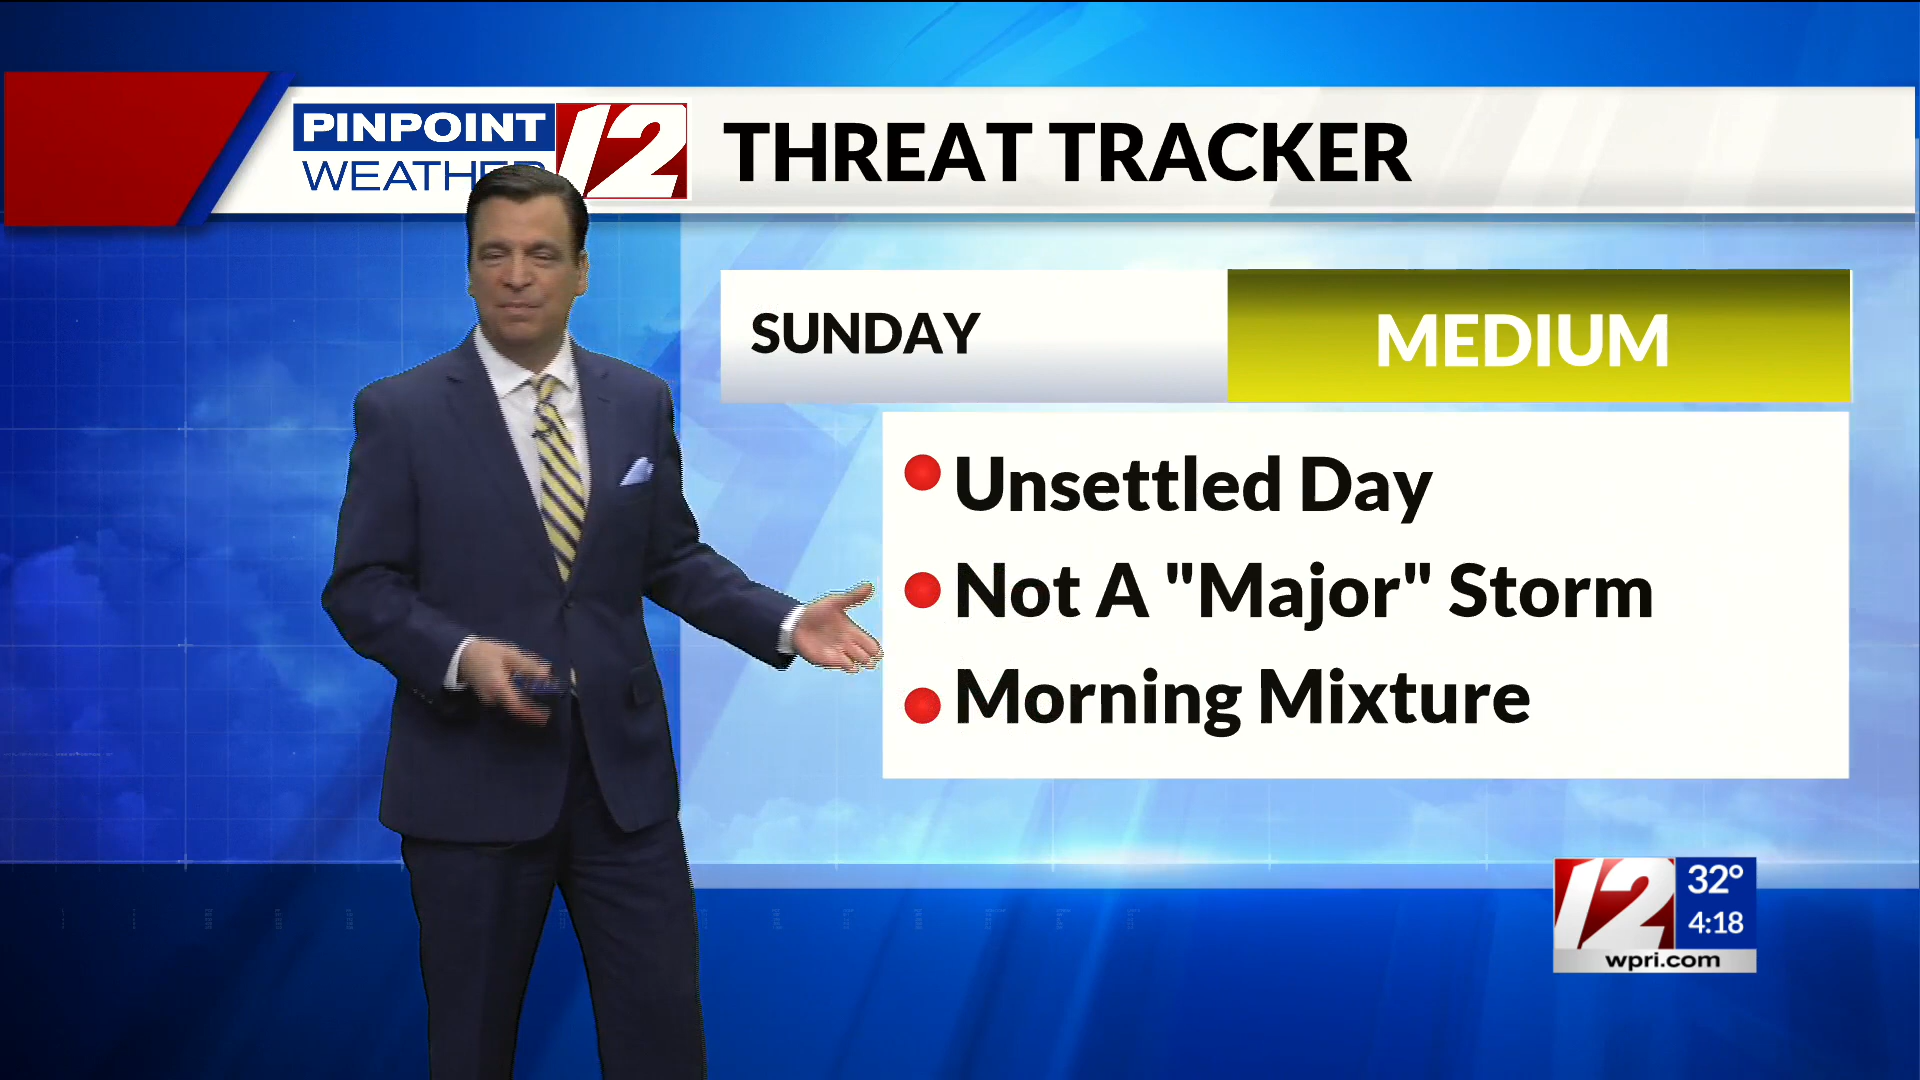 PINPOINT
WEATHER
12
THREAT TRACKER
SUNDAY
MEDIUM
Unsettled Day
Not A "Major" Storm
Morning Mixture
12
32°
4:18
wpri.com